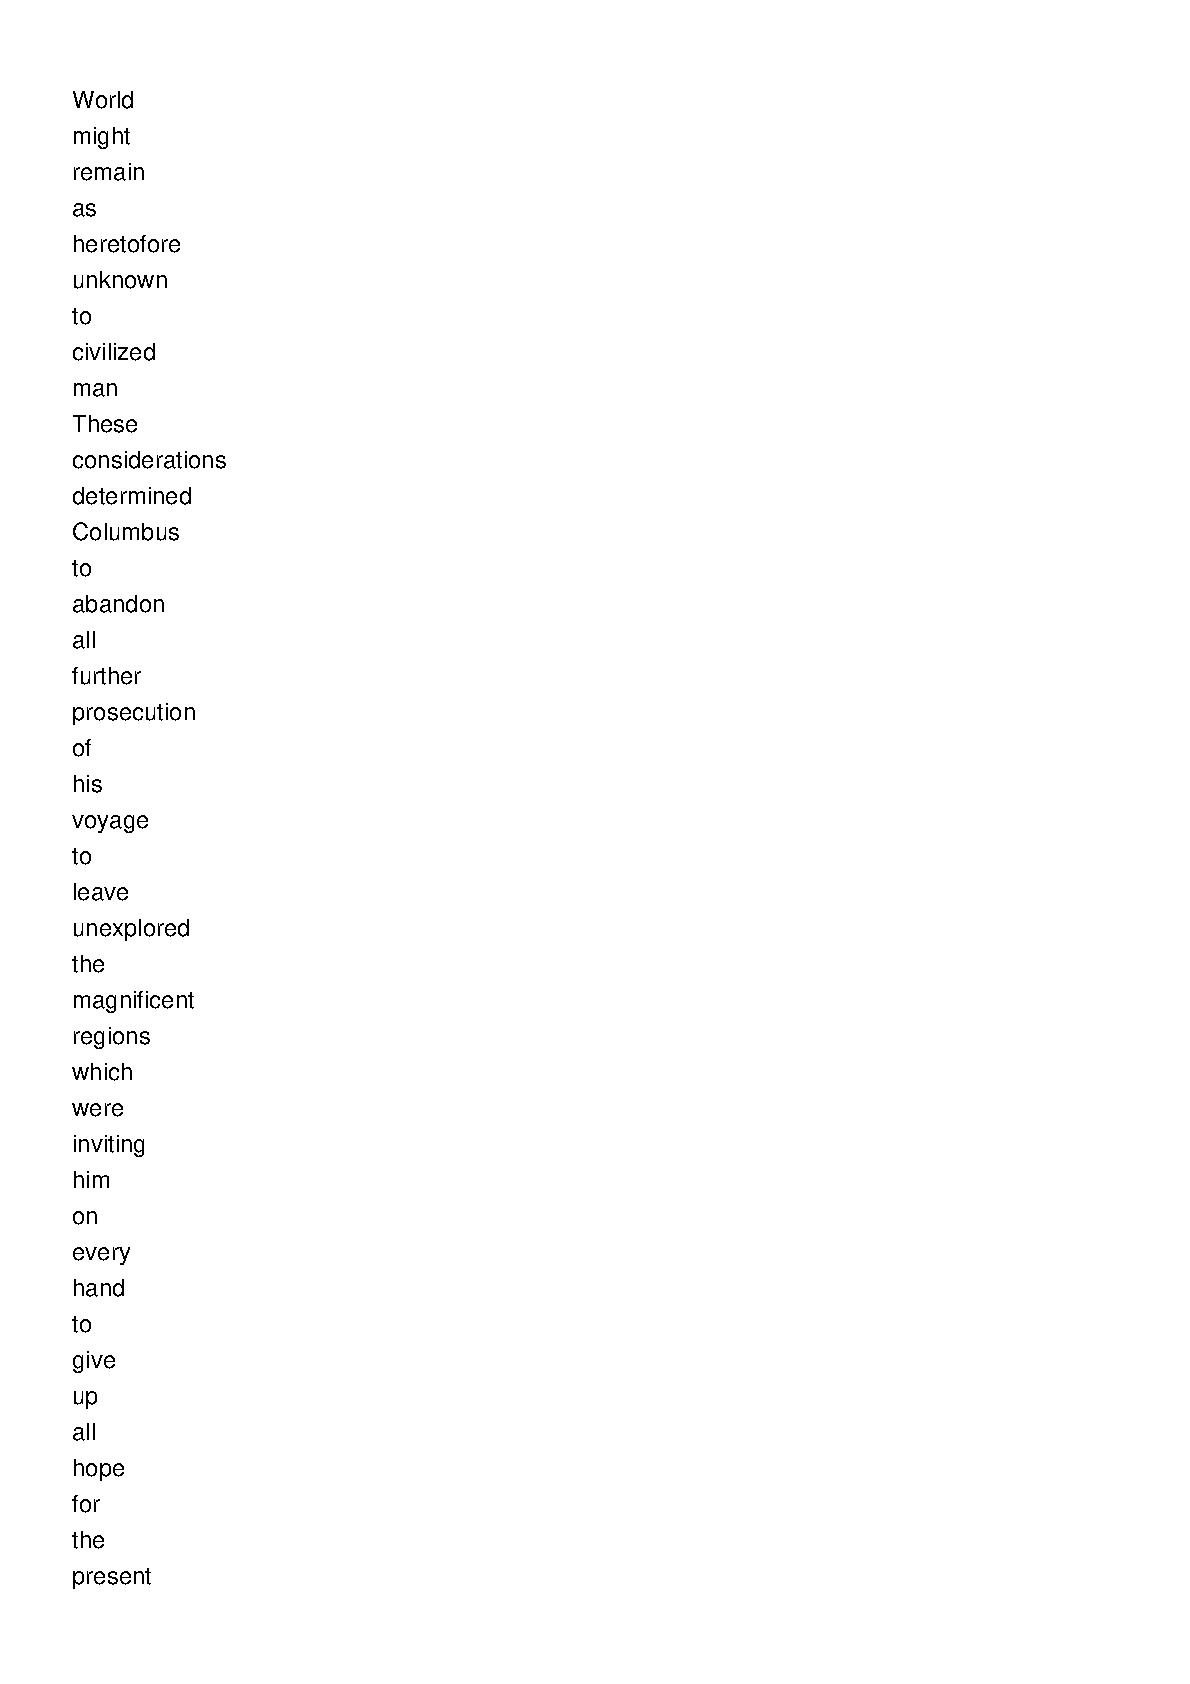 World
might
remain
as
heretofore
unknown
to
civilized
man
These
considerations
determined
Columbus
to
abandon
all
further
prosecution
of
his
voyage
to
leave
unexplored
the
magnificent
regions
which
were
inviting
him
on
every
hand
to
give
up
all
hope
for
the
present